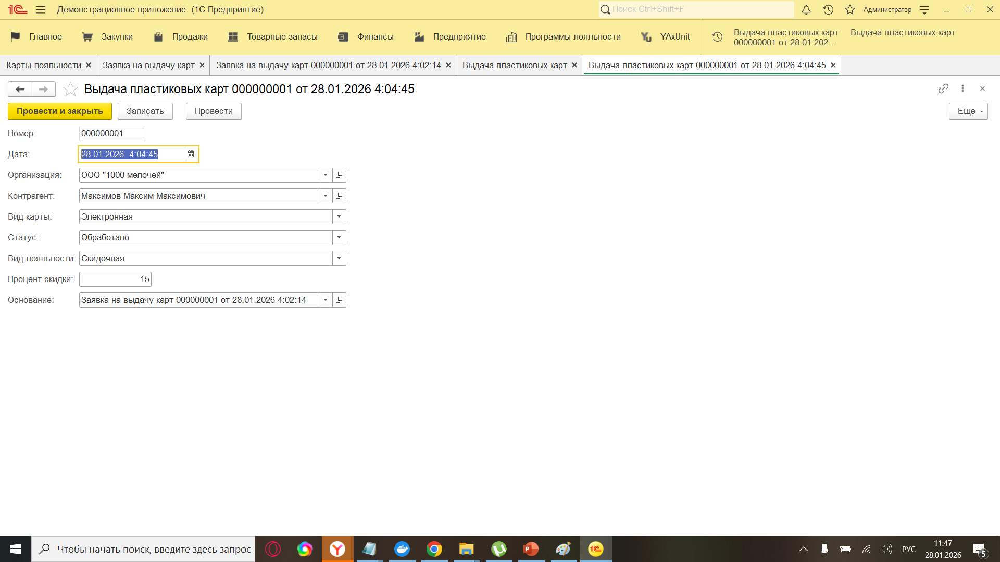 Демонстрационное приложение (1С:Предприятие)
Поиск Ctrl+Shift+F
Администратор
Главное
Закупки
Продажи
Товарные запасы
Финансы
Предприятие
Программы лояльности
YAxUnit
Выдача пластиковых карт
000000001 от 28.01.202...
Выдача пластиковых карт
Карты лояльности
Заявка на выдачу карт
Заявка на выдачу карт 000000001 от 28.01.2026 4:02:14
Выдача пластиковых карт
Выдача пластиковых карт 000000001 от 28.01.2026 4:04:45
Выдача пластиковых карт 000000001 от 28.01.2026 4:04:45
Провести и закрыть
Записать
Провести
Еще
Номер: 000000001
Дата: 28.01.2026 4:04:45
Организация: ООО "1000 мелочей"
Контрагент: Максимов Максим Максимович
Вид карты: Электронная
Статус: Обработано
Вид лояльности: Скидочная
Процент скидки: 15
Основание: Заявка на выдачу карт 000000001 от 28.01.2026 4:02:14
Чтобы начать поиск, введите здесь запрос
РУС
11:47
28.01.2026
5